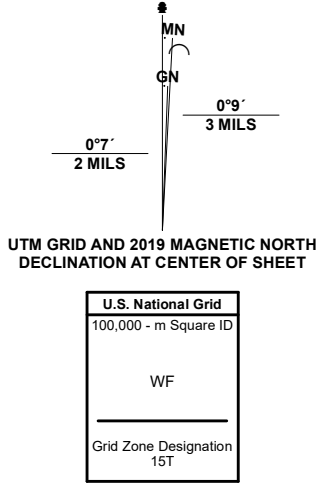 MN
GN
0°9´
3 MILS
0°7´
2 MILS
UTM GRID AND 2019 MAGNETIC NORTH
DECLINATION AT CENTER OF SHEET
U.S. National Grid
100,000 - m Square ID
WF
Grid Zone Designation
15T